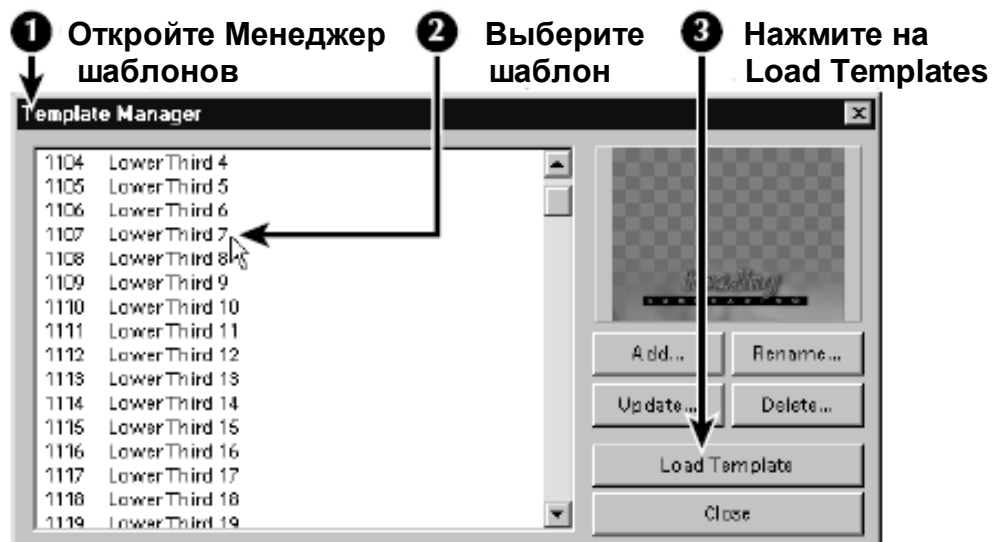 1 Откройте Менеджер шаблонов
2 Выберите шаблон
3 Нажмите на Load Templates
Template Manager
1104 LowerThird 4
1105 LowerThird 5
1106 LowerThird 6
1107 LowerThird 7
1108 LowerThird 8
1109 LowerThird 9
1110 LowerThird 10
1111 LowerThird 11
1112 LowerThird 12
1113 LowerThird 13
1114 LowerThird 14
1115 LowerThird 15
1116 LowerThird 16
1117 LowerThird 17
1118 LowerThird 18
1119 LowerThird 19
Add... Rename...
Update... Delete...
Load Template
Close